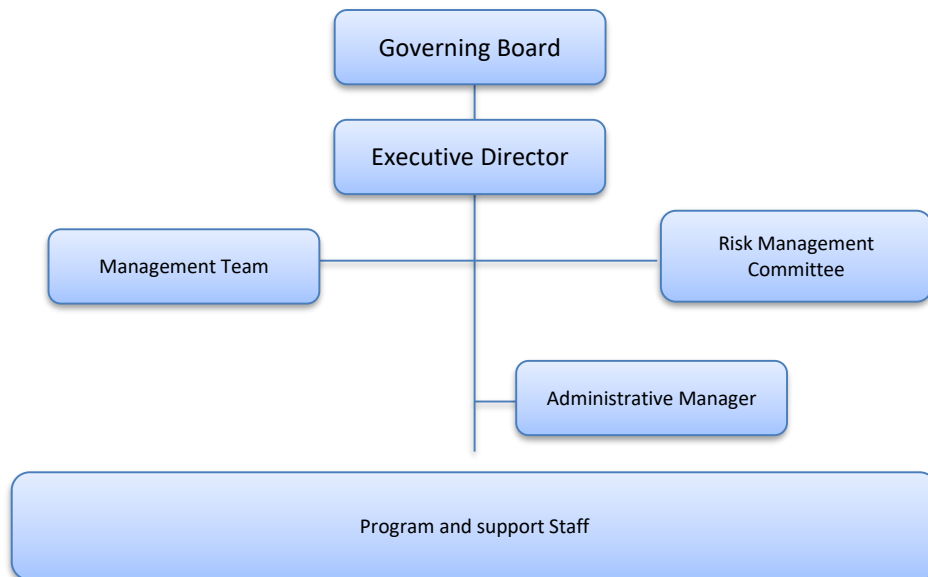 Governing Board
Executive Director
Management Team
Risk Management
Committee
Administrative Manager
Program and support Staff